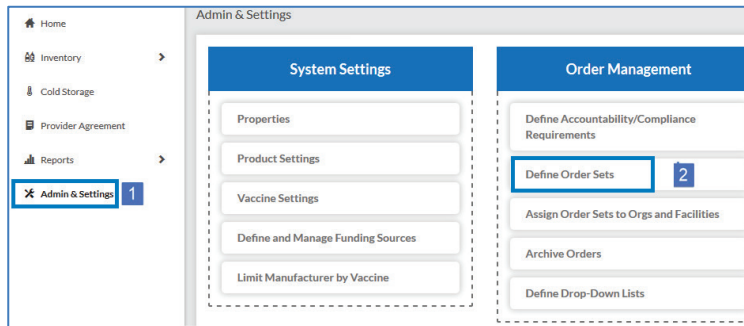 Admin & Settings
Home
Inventory
Cold Storage
Provider Agreement
Reports
Admin & Settings 1
System Settings
Properties
Product Settings
Vaccine Settings
Define and Manage Funding Sources
Limit Manufacturer by Vaccine
Order Management
Define Accountability/Compliance
Requirements
Define Order Sets 2
Assign Order Sets to Orgs and Facilities
Archive Orders
Define Drop-Down Lists